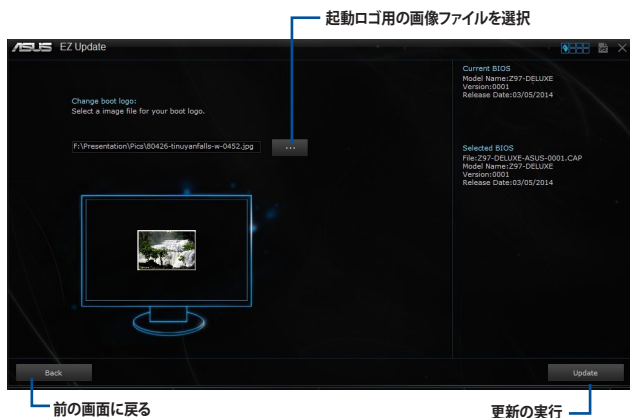 起動ロゴ用の画像ファイルを選択
ASUS EZ Update
Change boot logo:
Select a image file for your boot logo.
F:\Presentation\Pics\80426-tinuyanfalls-w-0452.jpg
...
Current BIOS
Model Name:Z97-DELUXE
Version:0001
Release Date:03/05/2014
Selected BIOS
File:Z97-DELUXE-ASUS-0001.CAP
Model Name:Z97-DELUXE
Version:0001
Release Date:03/05/2014
Back
Update
前の画面に戻る
更新の実行